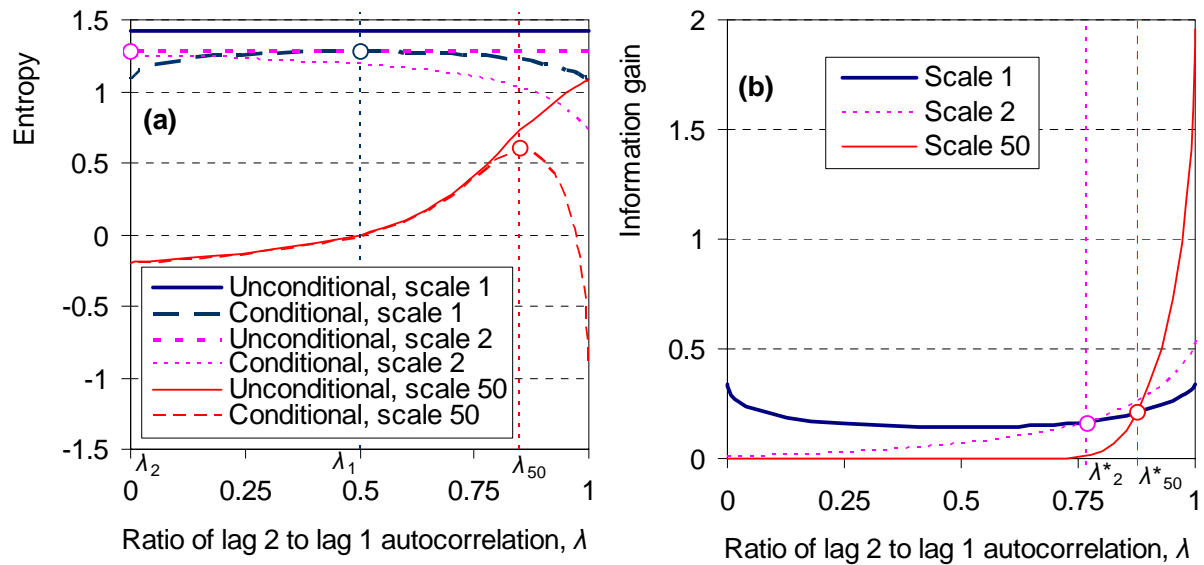 1.5
1
0.5
0
-0.5
-1
-1.5
Entropy
(a)
Unconditional, scale 1
Conditional, scale 1
Unconditional, scale 2
Conditional, scale 2
Unconditional, scale 50
Conditional, scale 50
λ2 λ1 λ50
0 0.25 0.5 0.75 1
Ratio of lag 2 to lag 1 autocorrelation, λ
2
1.5
1
0.5
0
Information gain
(b)
Scale 1
Scale 2
Scale 50
λ*2 λ*50
0 0.25 0.5 0.75 1
Ratio of lag 2 to lag 1 autocorrelation, λ